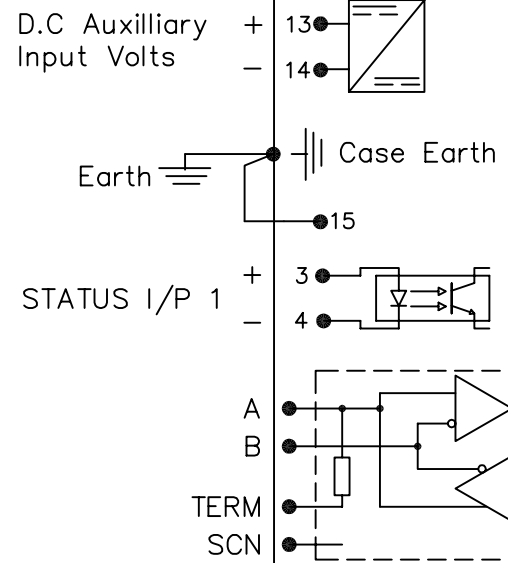 D.C Auxilliary + 13
Input Volts − 14
Case Earth
Earth
15
+ 3
STATUS I/P 1
− 4
A
B
TERM
SCN